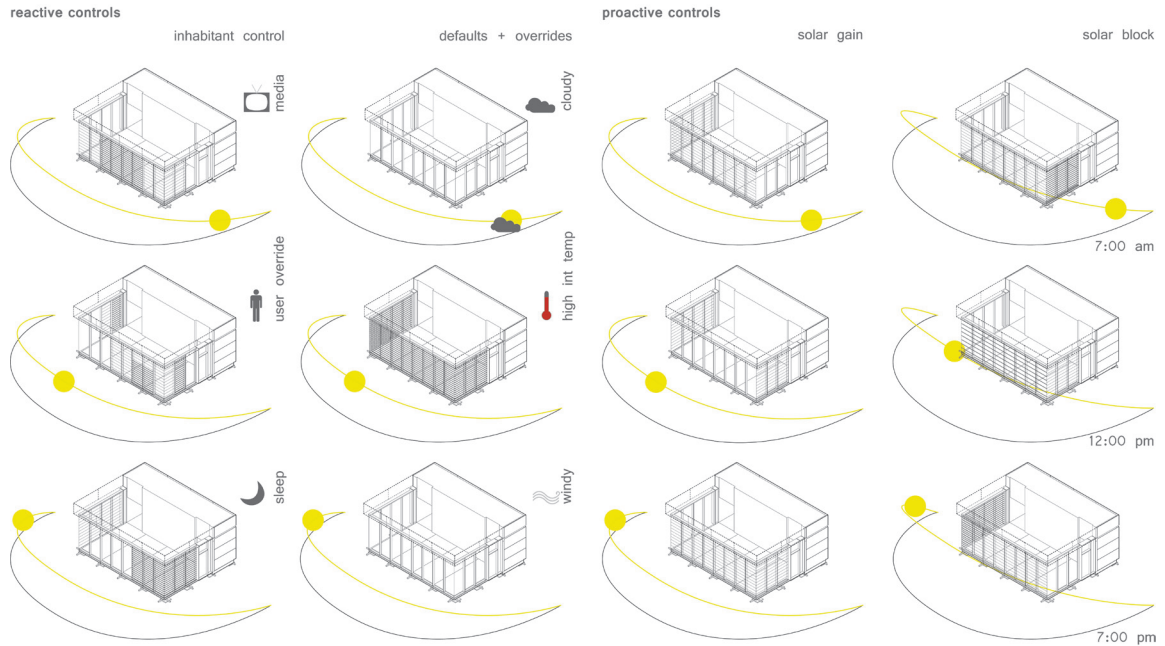 reactive controls
proactive controls
inhabitant control
defaults + overrides
solar gain
solar block
media
cloudy
7:00 am
user override
high int temp
12:00 pm
sleep
windy
7:00 pm